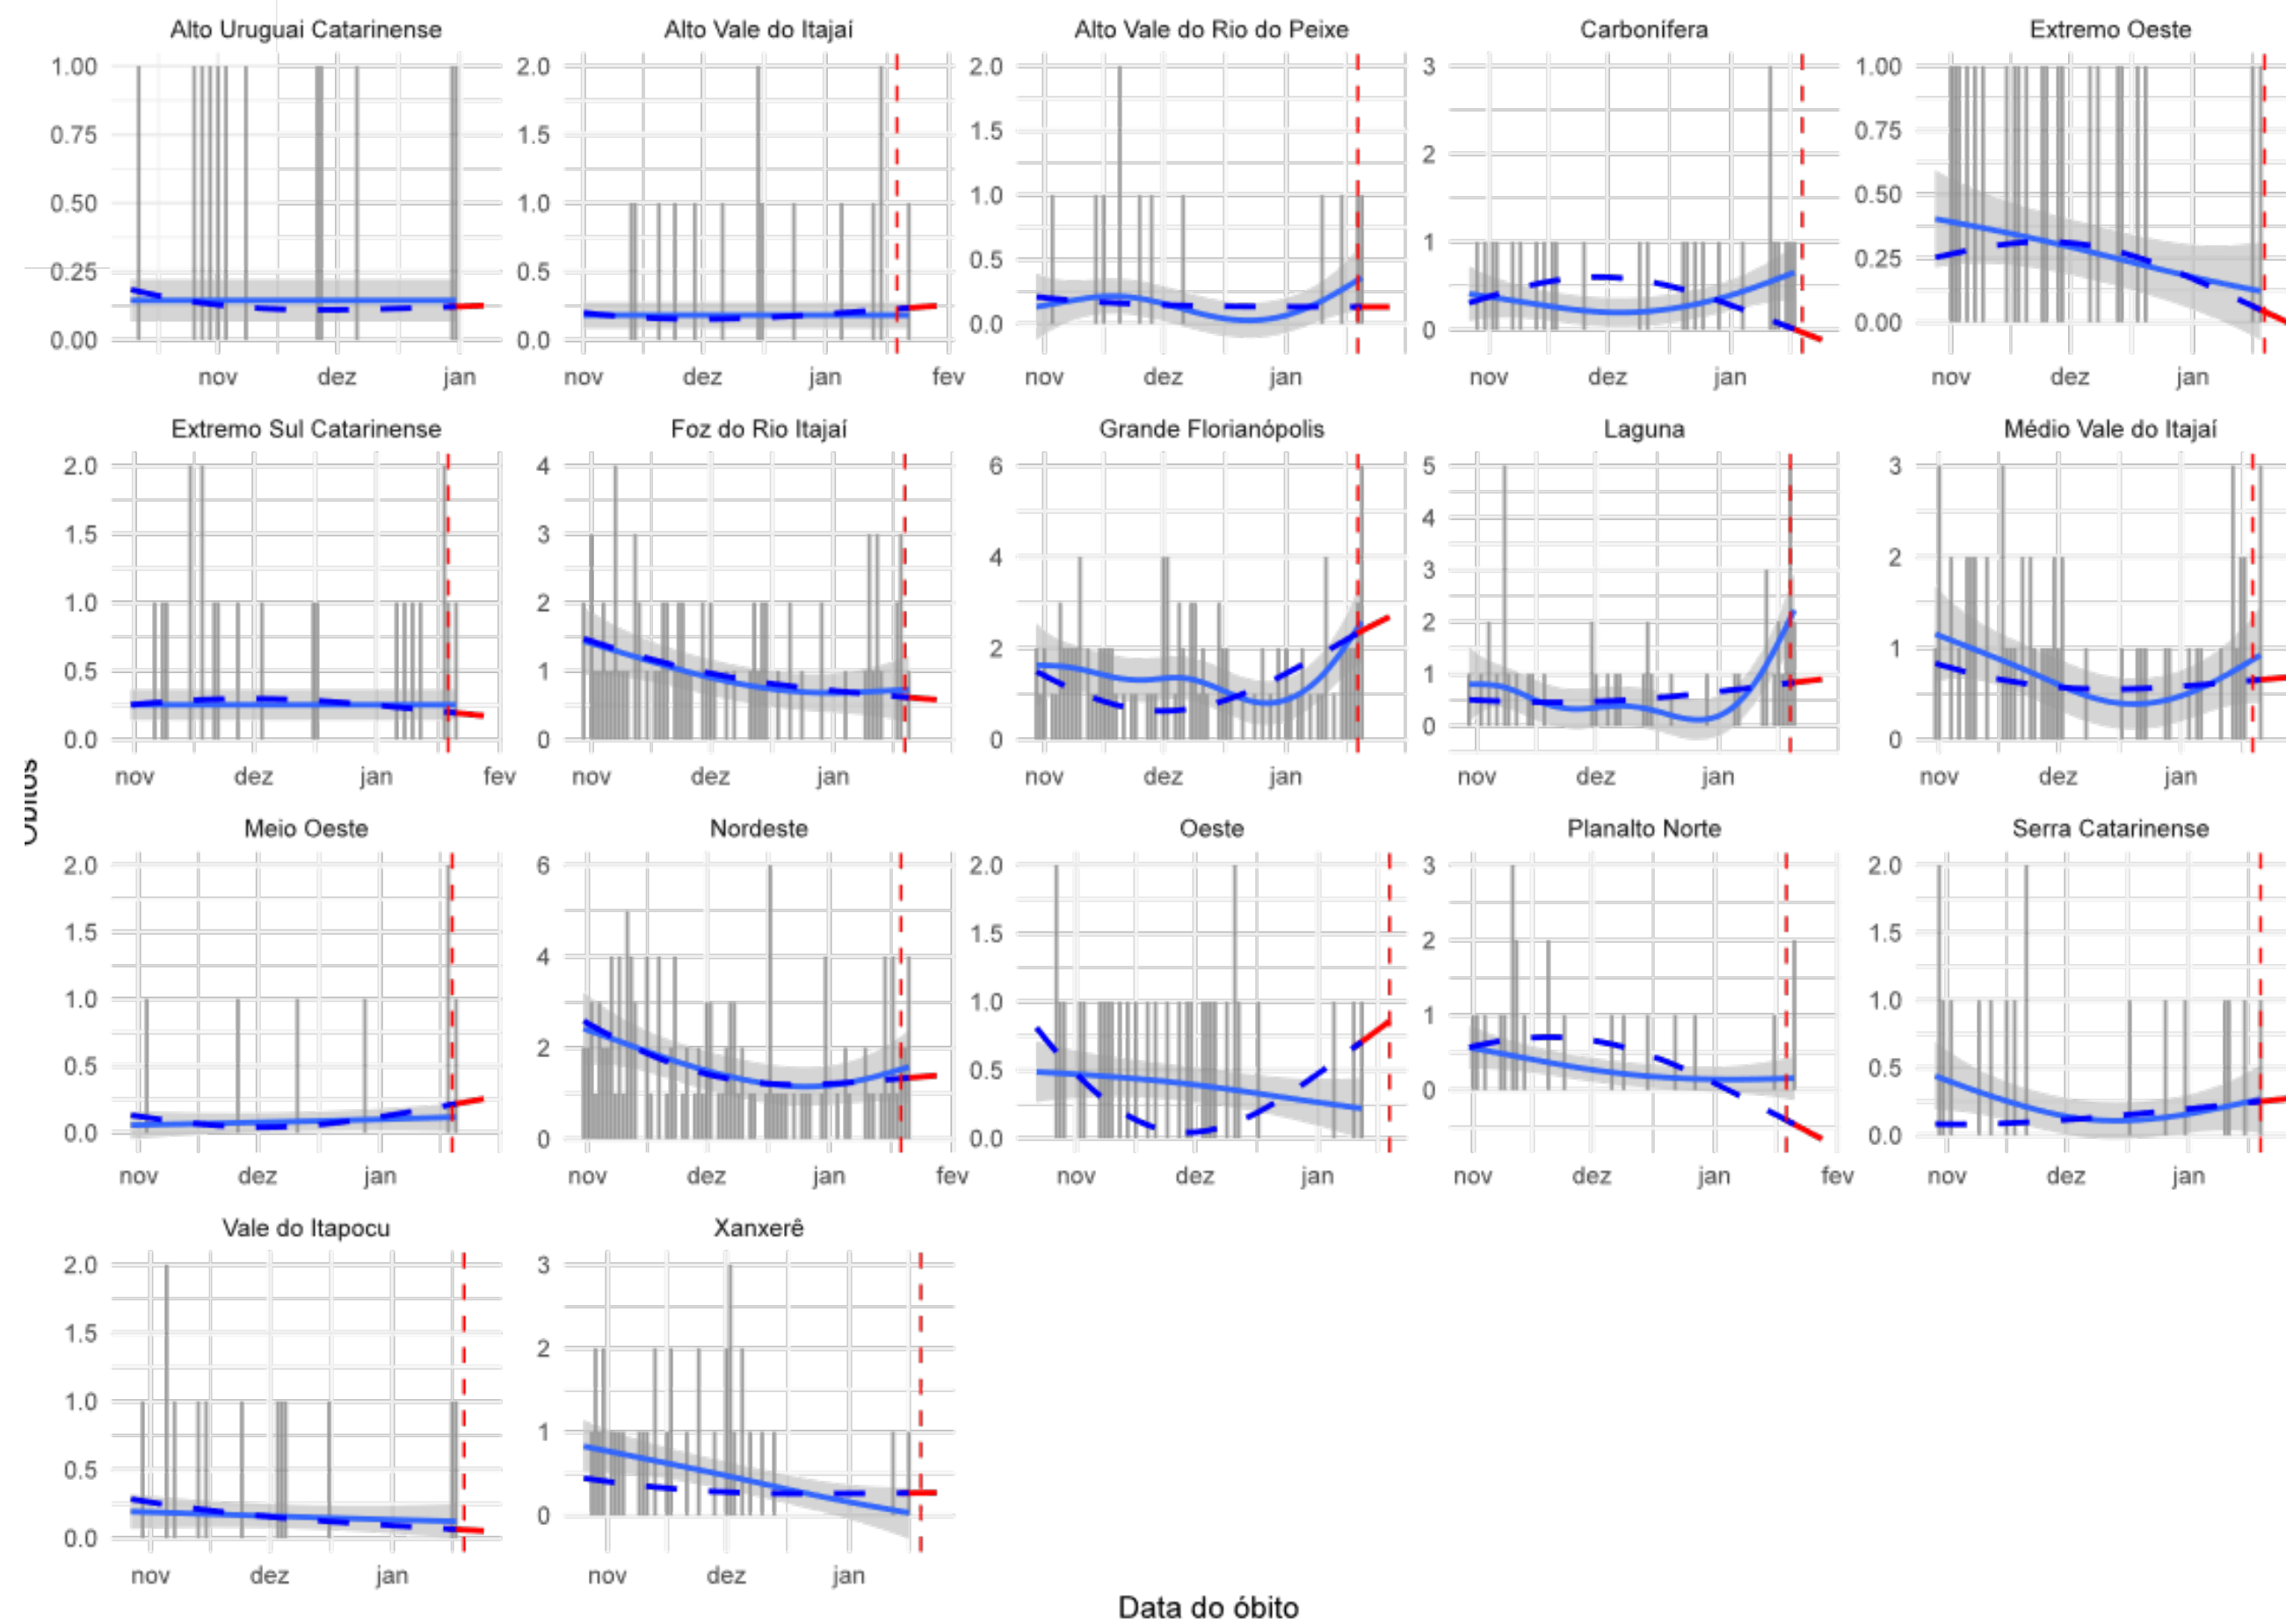 Alto Uruguai Catarinense
Alto Vale do Itajaí
Alto Vale do Rio do Peixe
Carbonífera
Extremo Oeste
1.00
0.75
0.50
0.25
0.00
nov dez jan
2.0
1.5
1.0
0.5
0.0
nov dez jan fev
2.0
1.5
1.0
0.5
0.0
nov dez jan
3
2
1
0
nov dez jan
1.00
0.75
0.50
0.25
0.00
nov dez jan
Extremo Sul Catarinense
Foz do Rio Itajaí
Grande Florianópolis
Laguna
Médio Vale do Itajaí
2.0
1.5
1.0
0.5
0.0
nov dez jan fev
4
3
2
1
0
nov dez jan
6
4
2
0
nov dez jan
5
4
3
2
1
0
nov dez jan
3
2
1
0
nov dez jan
Óbitos
Meio Oeste
Nordeste
Oeste
Planalto Norte
Serra Catarinense
2.0
1.5
1.0
0.5
0.0
nov dez jan
6
4
2
0
nov dez jan fev
2.0
1.5
1.0
0.5
0.0
nov dez jan
3
2
1
0
nov dez jan fev
2.0
1.5
1.0
0.5
0.0
nov dez jan
Vale do Itapocu
Xanxerê
2.0
1.5
1.0
0.5
0.0
nov dez jan
3
2
1
0
nov dez jan
Data do óbito